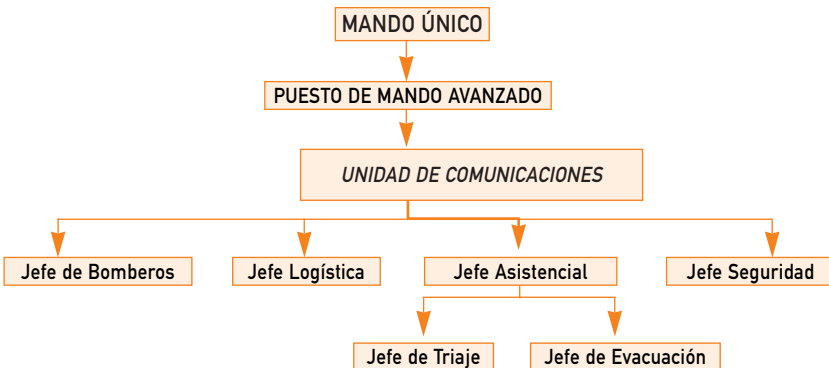 MANDO ÚNICO
PUESTO DE MANDO AVANZADO
UNIDAD DE COMUNICACIONES
Jefe de Bomberos
Jefe Logística
Jefe Asistencial
Jefe Seguridad
Jefe de Triaje
Jefe de Evacuación